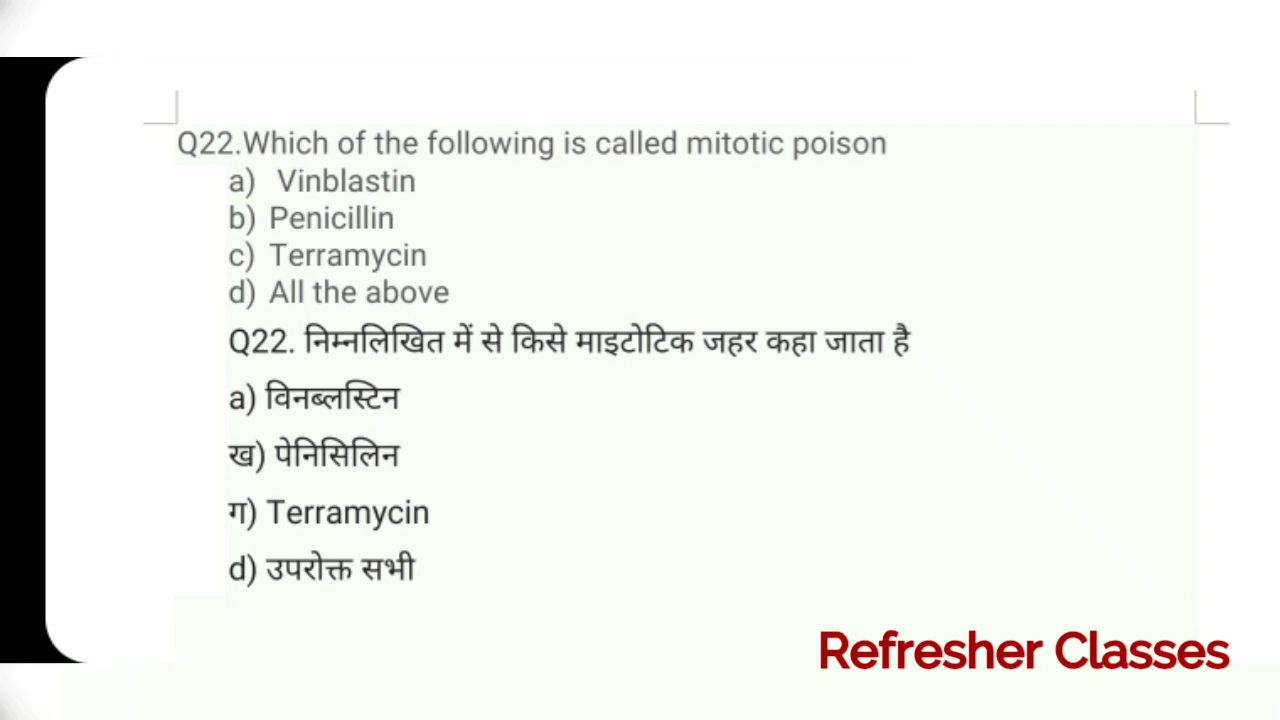 Q22.Which of the following is called mitotic poison
a) Vinblastin
b) Penicillin
c) Terramycin
d) All the above
Q22. निम्नलिखित में से किसे माइटोटिक जहर कहा जाता है
a) विनब्लस्टिन
ख) पेनिसिलिन
ग) Terramycin
d) उपरोक्त सभी
Refresher Classes